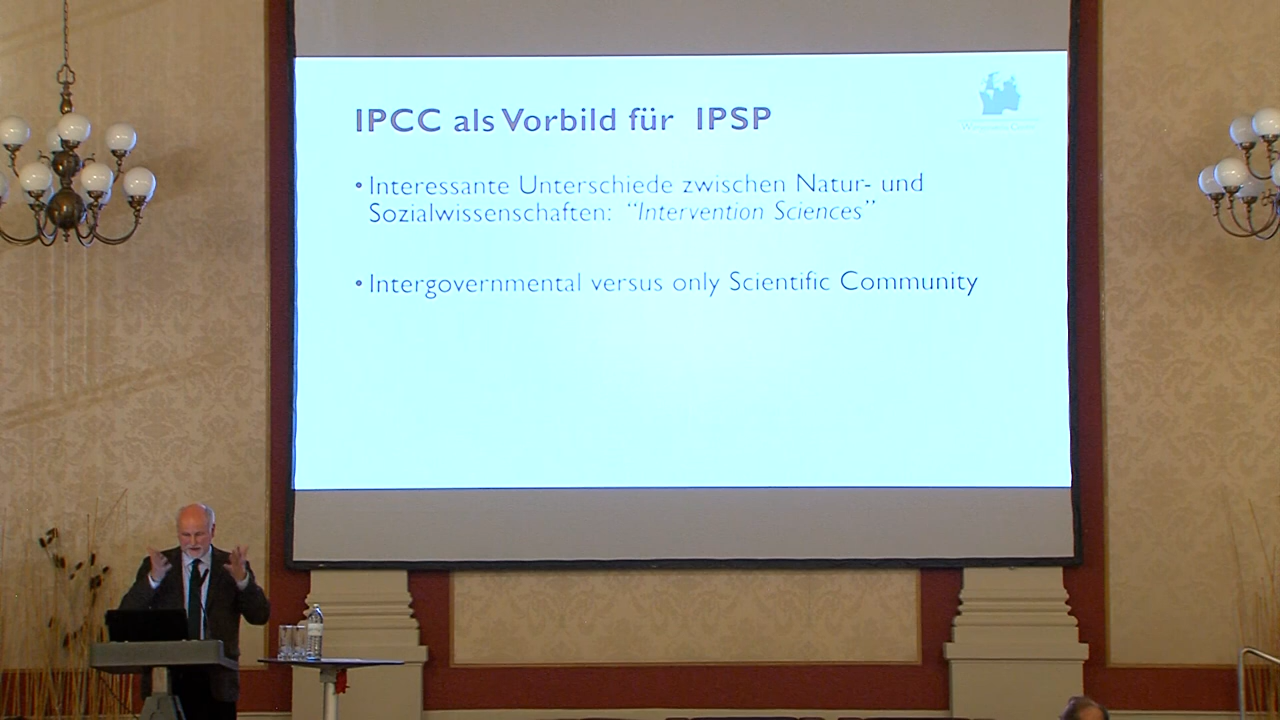 IPCC als Vorbild für IPSP
• Interessante Unterschiede zwischen Natur- und
Sozialwissenschaften: “Intervention Sciences”
• Intergovernmental versus only Scientific Community